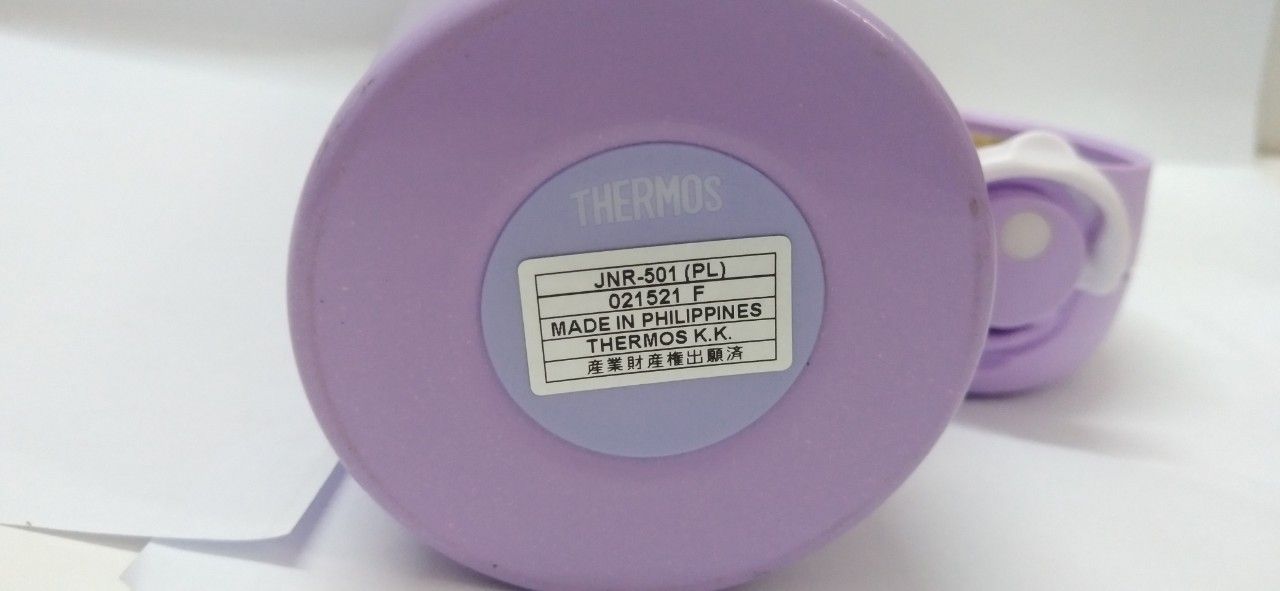 THERMOS
JNR-501 (PL)
021521 F
MADE IN PHILIPPINES
THERMOS K.K.
産業財産権出願済